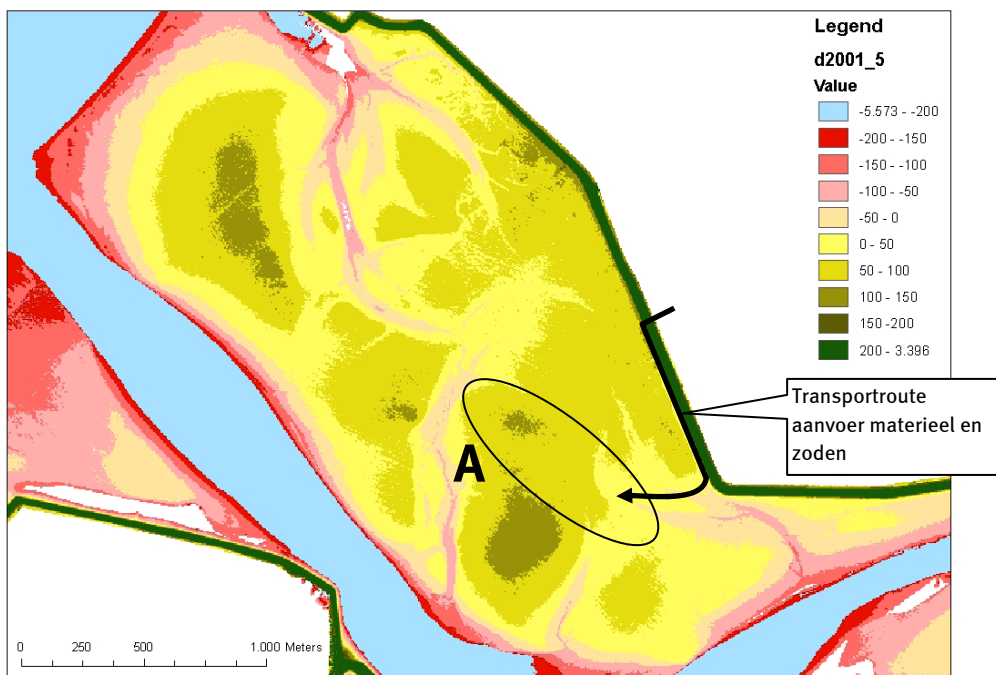 Legend
d2001_5
Value
-5.573 - -200
-200 - -150
-150 - -100
-100 - -50
-50 - 0
0 - 50
50 - 100
100 - 150
150 -200
200 - 3.396
Transportroute
aanvoer materieel en
zoden
A
0 250 500 1.000 Meters